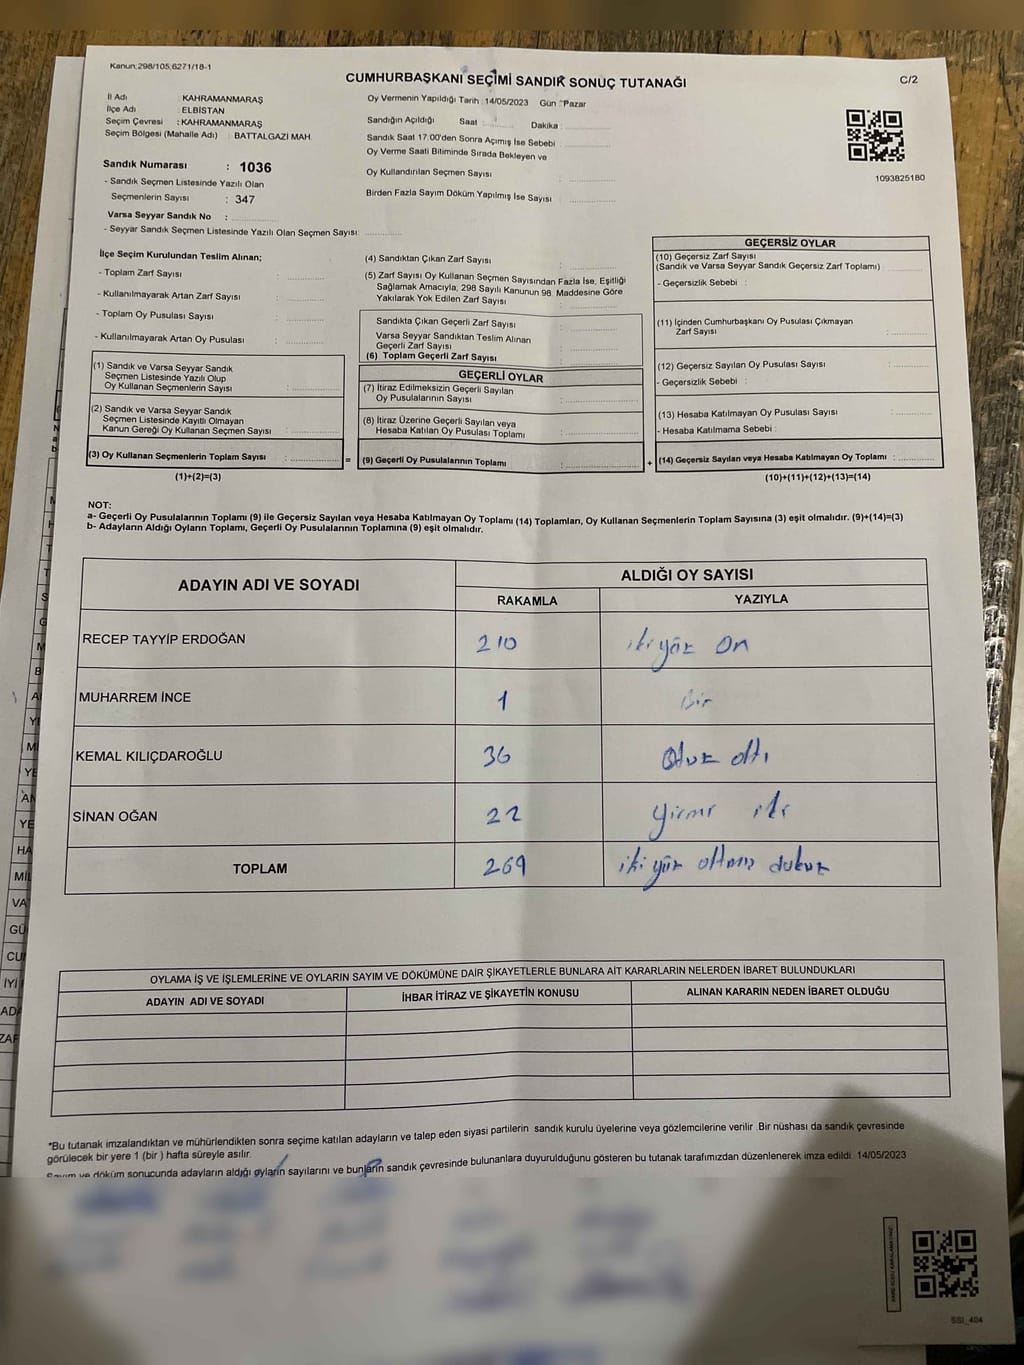 Kanun;298/105;6271/18-1
CUMHURBAŞKANI SEÇİMİ SANDIK SONUÇ TUTANAĞI
C/2
İl Adı : KAHRAMANMARAŞ
İlçe Adı : ELBİSTAN
Seçim Çevresi : KAHRAMANMARAŞ
Seçim Bölgesi (Mahalle Adı) : BATTALGAZI MAH.
Sandık Numarası : 1036
- Sandık Seçmen Listesinde Yazılı Olan
Seçmenlerin Sayısı : 347
Varsa Seyyar Sandık No :
- Seyyar Sandık Seçmen Listesinde Yazılı Olan Seçmen Sayısı:
Oy Vermenin Yapıldığı Tarih : 14/05/2023 Gün : Pazar
Sandığın Açıldığı Saat : Dakika :
Sandık Saat 17.00'den Sonra Açımış İse Sebebi :
Oy Verme Saati Bitiminde Sırada Bekleyen ve
Oy Kullandırılan Seçmen Sayısı :
Birden Fazla Sayım Döküm Yapılmış İse Sayısı :
1093825180
İlçe Seçim Kurulundan Teslim Alınan;
- Toplam Zarf Sayısı :
- Kullanılmayarak Artan Zarf Sayısı :
- Toplam Oy Pusulası Sayısı :
- Kullanılmayarak Artan Oy Pusulası :
(1) Sandık ve Varsa Seyyar Sandık
Seçmen Listesinde Yazılı Olup
Oy Kullanan Seçmenlerin Sayısı :
(2) Sandık ve Varsa Seyyar Sandık
Seçmen Listesinde Kayıtlı Olmayan
Kanun Gereği Oy Kullanan Seçmen Sayısı :
(3) Oy Kullanan Seçmenlerin Toplam Sayısı : =
(1)+(2)=(3)
(4) Sandıktan Çıkan Zarf Sayısı :
(5) Zarf Sayısı Oy Kullanan Seçmen Sayısından Fazla İse, Eşitliği
Sağlamak Amacıyla, 298 Sayılı Kanunun 98. Maddesine Göre
Yakılarak Yok Edilen Zarf Sayısı :
Sandıkta Çıkan Geçerli Zarf Sayısı :
Varsa Seyyar Sandıktan Teslim Alınan
Geçerli Zarf Sayısı :
(6) Toplam Geçerli Zarf Sayısı :
GEÇERLİ OYLAR
(7) İtiraz Edilmeksizin Geçerli Sayılan
Oy Pusulalarının Sayısı :
(8) İtiraz Üzerine Geçerli Sayılan veya
Hesaba Katılan Oy Pusulası Toplamı :
(9) Geçerli Oy Pusulalarının Toplamı : +
GEÇERSİZ OYLAR
(10) Geçersiz Zarf Sayısı
(Sandık ve Varsa Seyyar Sandık Geçersiz Zarf Toplamı) :
- Geçersizlik Sebebi :
(11) İçinden Cumhurbaşkanı Oy Pusulası Çıkmayan
Zarf Sayısı :
(12) Geçersiz Sayılan Oy Pusulası Sayısı :
- Geçersizlik Sebebi :
(13) Hesaba Katılmayan Oy Pusulası Sayısı :
- Hesaba Katılmama Sebebi :
(14) Geçersiz Sayılan veya Hesaba Katılmayan Oy Toplamı :
(10)+(11)+(12)+(13)=(14)
NOT:
a- Geçerli Oy Pusulalarının Toplamı (9) ile Geçersiz Sayılan veya Hesaba Katılmayan Oy Toplamı (14) Toplamları, Oy Kullanan Seçmenlerin Toplam Sayısına (3) eşit olmalıdır. (9)+(14)=(3)
b- Adayların Aldığı Oyların Toplamı, Geçerli Oy Pusulalarının Toplamına (9) eşit olmalıdır.
ADAYIN ADI VE SOYADI ALDIĞI OY SAYISI
RAKAMLA YAZIYLA
RECEP TAYYİP ERDOĞAN 210 iki yüz on
MUHARREM İNCE 1 Bir
KEMAL KILIÇDAROĞLU 36 Otuz altı
SİNAN OĞAN 22 yirmi iki
TOPLAM 269 iki yüz altmış dokuz
OYLAMA İŞ VE İŞLEMLERİNE VE OYLARIN SAYIM VE DÖKÜMÜNE DAİR ŞİKAYETLERLE BUNLARA AİT KARARLARIN NELERDEN İBARET BULUNDUKLARI
ADAYIN ADI VE SOYADI İHBAR İTİRAZ VE ŞİKAYETİN KONUSU ALINAN KARARIN NEDEN İBARET OLDUĞU
*Bu tutanak imzalandıktan ve mühürlendikten sonra seçime katılan adayların ve talep eden siyasi partilerin sandık kurulu üyelerine veya gözlemcilerine verilir. Bir nüshası da sandık çevresinde
görülecek bir yere 1 (bir ) hafta süreyle asılır.
Sayım ve döküm sonucunda adayların aldığı oyların sayılarını ve bunların sandık çevresinde bulunanlara duyurulduğunu gösteren bu tutanak tarafımızdan düzenlenerek imza edildi. 14/05/2023
SSI_404